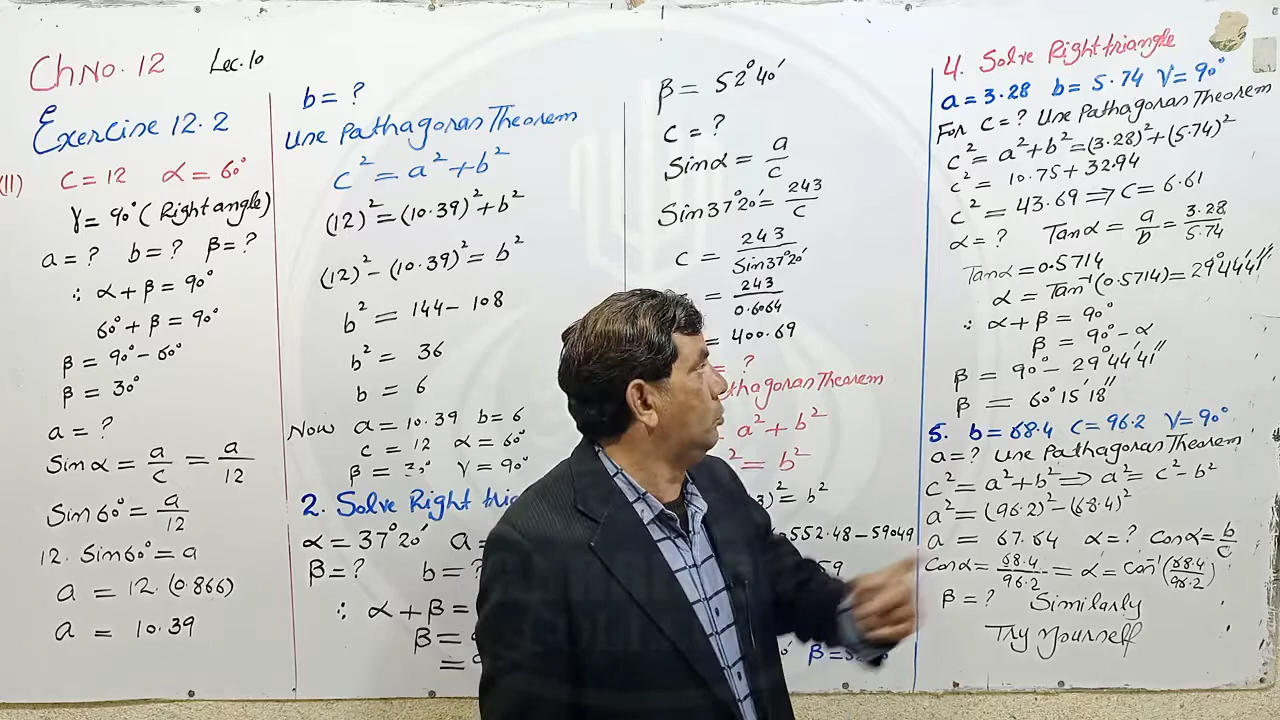 Ch No. 12 Lec. 10
Exercise 12.2
(II) c = 12 α = 60°
γ = 90° (Right angle)
a = ? b = ? β = ?
∴ α + β = 90°
60° + β = 90°
β = 90° - 60°
β = 30°
a = ?
Sin α = a/c = a/12
Sin 60° = a/12
12. Sin 60° = a
a = 12. (0.866)
a = 10.39
b = ?
Use Pathagoran Theorem
c² = a² + b²
(12)² = (10.39)² + b²
(12)² - (10.39)² = b²
b² = 144 - 108
b² = 36
b = 6
Now a = 10.39 b = 6
c = 12 α = 60°
β = 30° γ = 90°
2. Solve Right
α = 37°20′ a =
β = ? b = ?
∴ α + β =
β =
=
β = 52°40′
c = ?
Sin α = a/c
Sin 37°20′ = 243/c
c = 243/Sin 37°20′
= 243/0.6064
= 400.69
= ?
Theorem
a² + b²
² = b²
)² = b²
552.48 - 59049
59
4. Solve Right triangle
a = 3.28 b = 5.74 γ = 90°
For c = ? Use Pathagoran Theorem
c² = a² + b² = (3.28)² + (5.74)²
c² = 10.75 + 32.94
c² = 43.69 ⇒ c = 6.61
α = ? Tan α = a/b = 3.28/5.74
Tan α = 0.5714
α = Tan⁻¹(0.5714) = 29°44′41″
∴ α + β = 90°
β = 90° - α
β = 90° - 29°44′41″
β = 60°15′18″
5. b = 68.4 c = 96.2 γ = 90°
a = ? Use Pathagoran Theorem
c² = a² + b² ⇒ a² = c² - b²
a² = (96.2)² - (68.4)²
a = 67.64 α = ? Cos α = b/c
Cos α = 68.4/96.2 = α = Cos⁻¹(68.4/96.2)
β = ? Similarly
Try Yourself